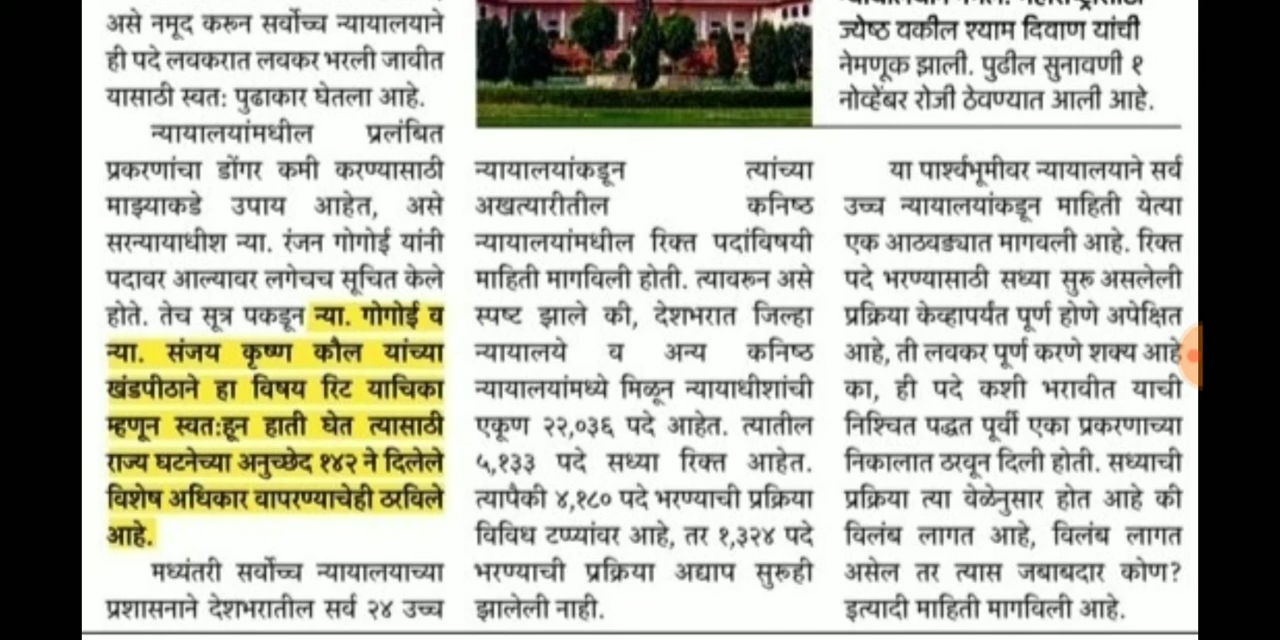 असे नमूद करून सर्वोच्च न्यायालयाने
ही पदे लवकरात लवकर भरली जावीत
यासाठी स्वत: पुढाकार घेतला आहे.
न्यायालयांमधील प्रलंबित
प्रकरणांचा डोंगर कमी करण्यासाठी
माझ्याकडे उपाय आहेत, असे
सरन्यायाधीश न्या. रंजन गोगोई यांनी
पदावर आल्यावर लगेचच सूचित केले
होते. तेच सूत्र पकडून न्या. गोगोई व
न्या. संजय कृष्ण कौल यांच्या
खंडपीठाने हा विषय रिट याचिका
म्हणून स्वत:हून हाती घेत त्यासाठी
राज्य घटनेच्या अनुच्छेद १४२ ने दिलेले
विशेष अधिकार वापरण्याचेही ठरविले
आहे.
मध्यंतरी सर्वोच्च न्यायालयाच्या
प्रशासनाने देशभरातील सर्व २४ उच्च
न्यायालयांकडून त्यांच्या
अखत्यारीतील कनिष्ठ
न्यायालयांमधील रिक्त पदांविषयी
माहिती मागविली होती. त्यावरून असे
स्पष्ट झाले की, देशभरात जिल्हा
न्यायालये व अन्य कनिष्ठ
न्यायालयांमध्ये मिळून न्यायाधीशांची
एकूण २२,०३६ पदे आहेत. त्यातील
५,१३३ पदे सध्या रिक्त आहेत.
त्यापैकी ४,१८० पदे भरण्याची प्रक्रिया
विविध टप्प्यांवर आहे, तर १,३२४ पदे
भरण्याची प्रक्रिया अद्याप सुरूही
झालेली नाही.
ज्येष्ठ वकील श्याम दिवाण यांची
नेमणूक झाली. पुढील सुनावणी १
नोव्हेंबर रोजी ठेवण्यात आली आहे.
या पार्श्वभूमीवर न्यायालयाने सर्व
उच्च न्यायालयांकडून माहिती येत्या
एक आठवड्यात मागवली आहे. रिक्त
पदे भरण्यासाठी सध्या सुरू असलेली
प्रक्रिया केव्हापर्यंत पूर्ण होणे अपेक्षित
आहे, ती लवकर पूर्ण करणे शक्य आहे
का, ही पदे कशी भरावीत याची
निश्चित पद्धत पूर्वी एका प्रकरणाच्या
निकालात ठरवून दिली होती. सध्याची
प्रक्रिया त्या वेळेनुसार होत आहे की
विलंब लागत आहे, विलंब लागत
असेल तर त्यास जबाबदार कोण?
इत्यादी माहिती मागविली आहे.